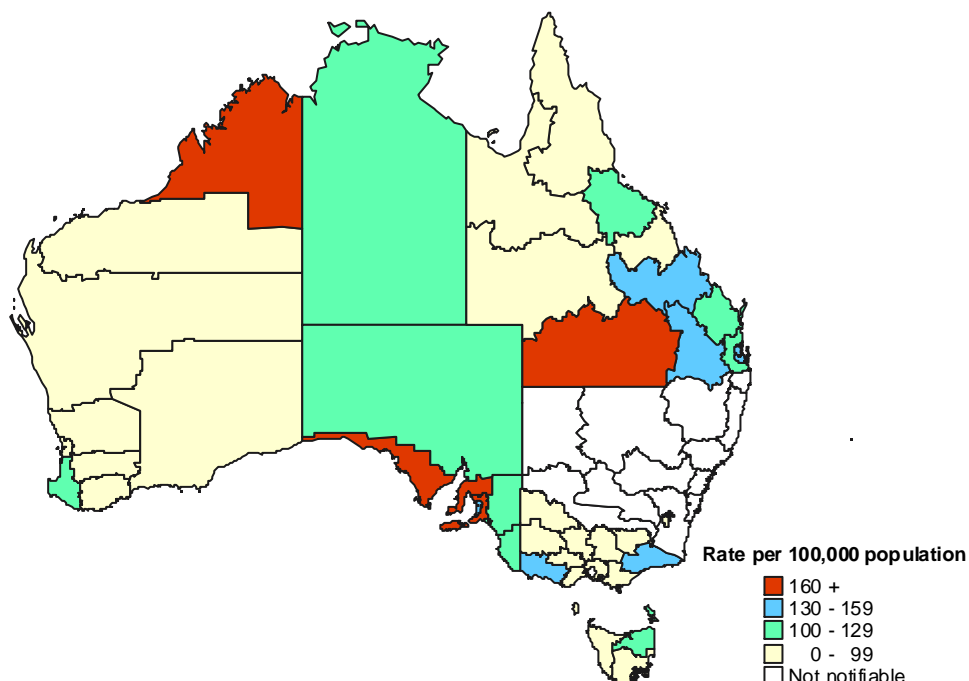 Rate per 100,000 population
160 +
130 - 159
100 - 129
0 - 99
Not notifiable